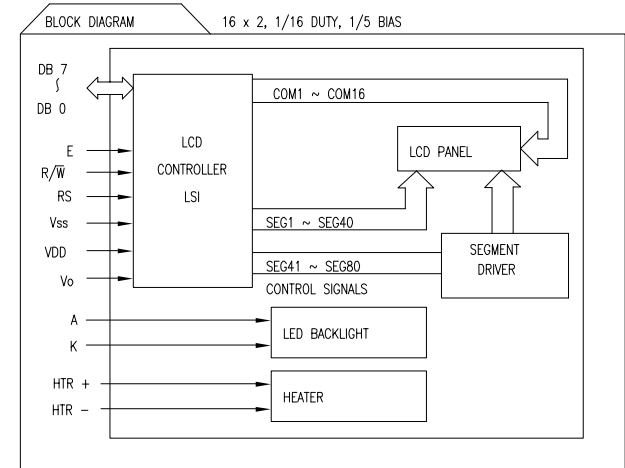 BLOCK DIAGRAM
16 x 2, 1/16 DUTY, 1/5 BIAS
DB 7
∫
DB 0
E
R/W̅
RS
Vss
VDD
Vo
A
K
HTR +
HTR −
LCD
CONTROLLER
LSI
COM1 ~ COM16
LCD PANEL
SEG1 ~ SEG40
SEG41 ~ SEG80
CONTROL SIGNALS
SEGMENT
DRIVER
LED BACKLIGHT
HEATER